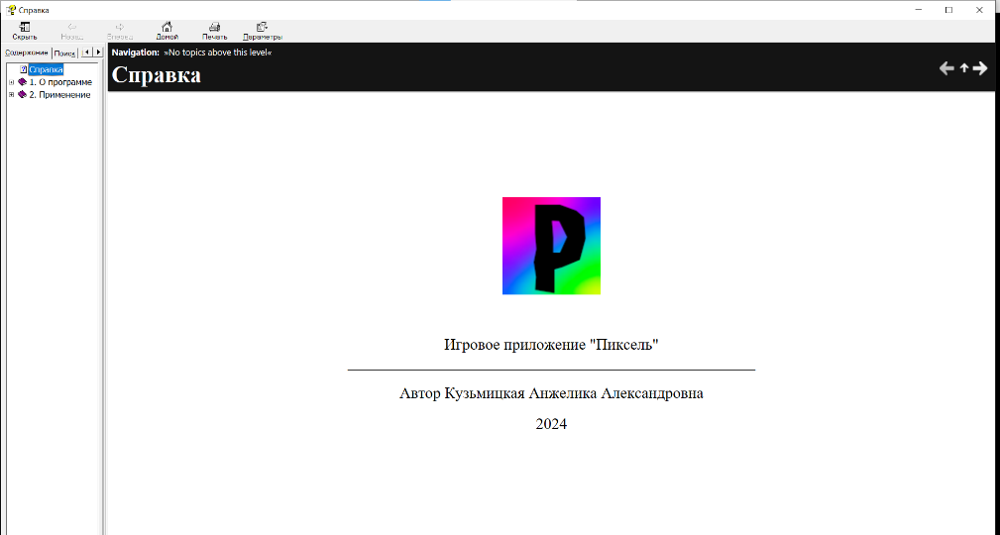 Справка
Скрыть Назад Вперед Домой Печать Параметры
Содержание Поиск
Справка
1. О программе
2. Применение
Navigation: »No topics above this level«
Справка
P
Игровое приложение "Пиксель"
Автор Кузьмицкая Анжелика Александровна
2024